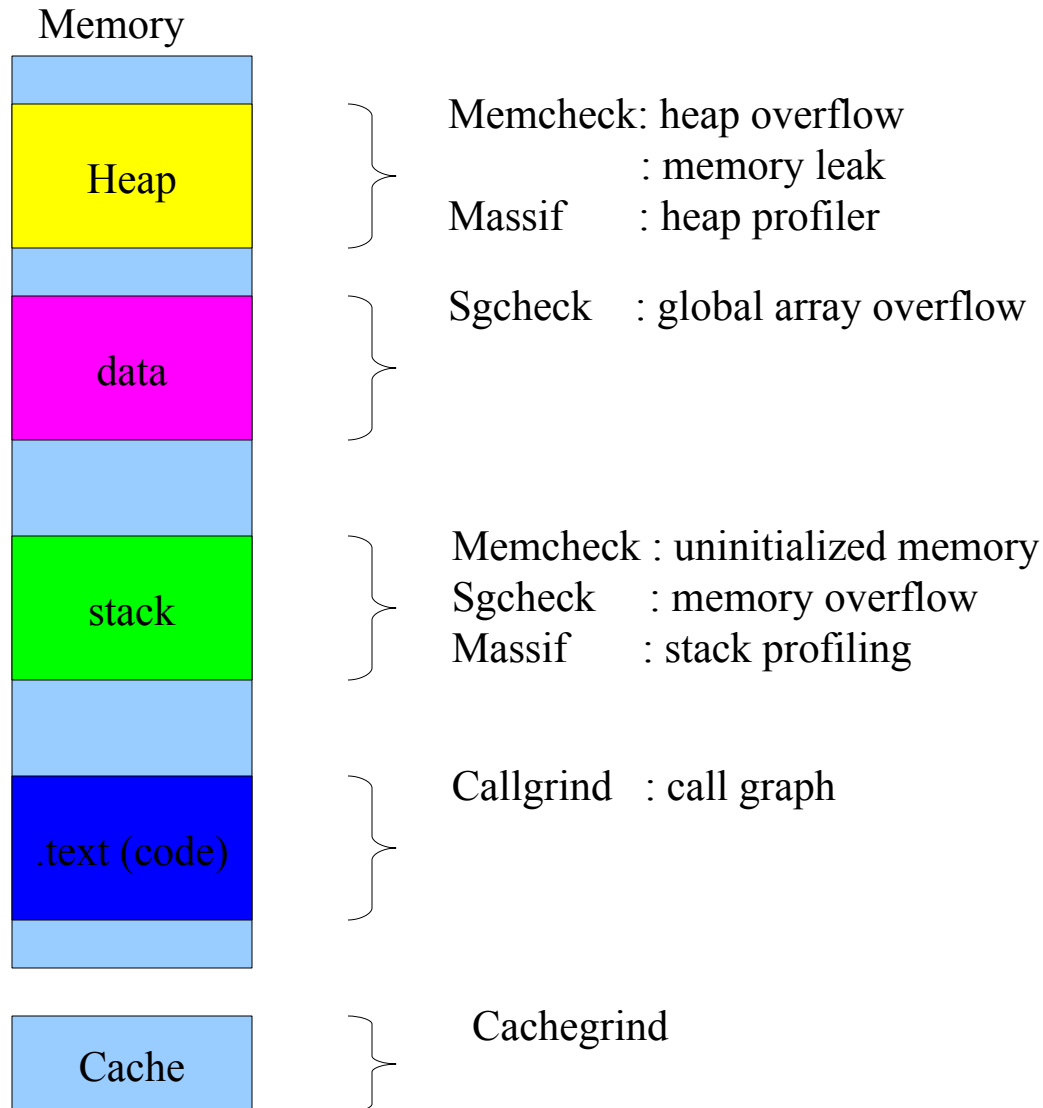 Memory
Heap
Memcheck: heap overflow
: memory leak
Massif : heap profiler
data
Sgcheck : global array overflow
stack
Memcheck : uninitialized memory
Sgcheck : memory overflow
Massif : stack profiling
.text (code)
Callgrind : call graph
Cache
Cachegrind